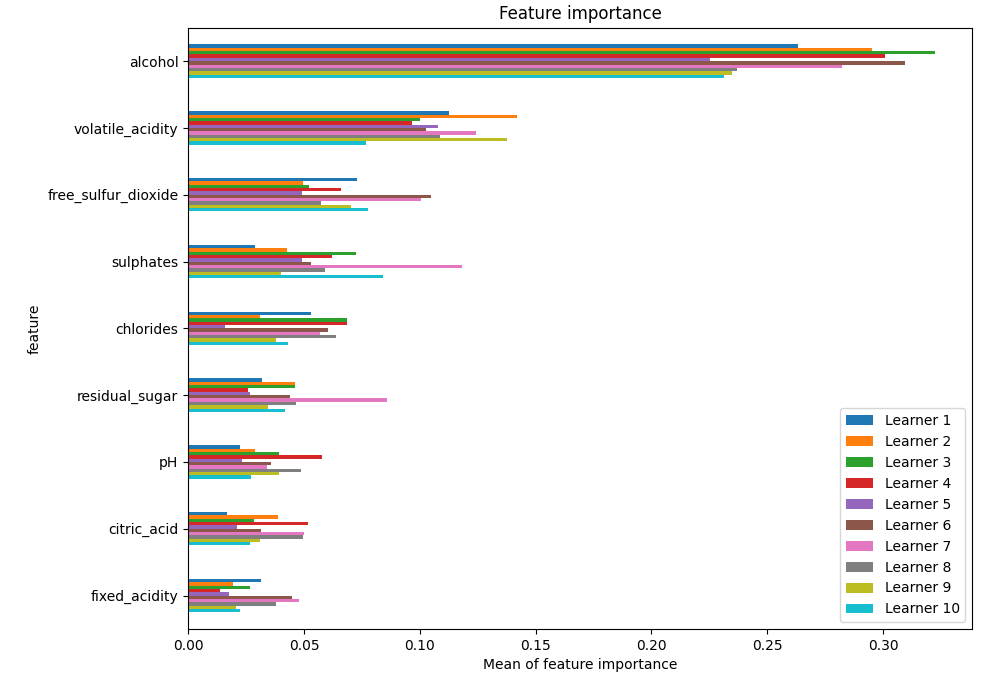 Feature importance
alcohol
volatile_acidity
free_sulfur_dioxide
sulphates
chlorides
residual_sugar
pH
citric_acid
fixed_acidity
feature
0.00 0.05 0.10 0.15 0.20 0.25 0.30
Mean of feature importance
Learner 1
Learner 2
Learner 3
Learner 4
Learner 5
Learner 6
Learner 7
Learner 8
Learner 9
Learner 10